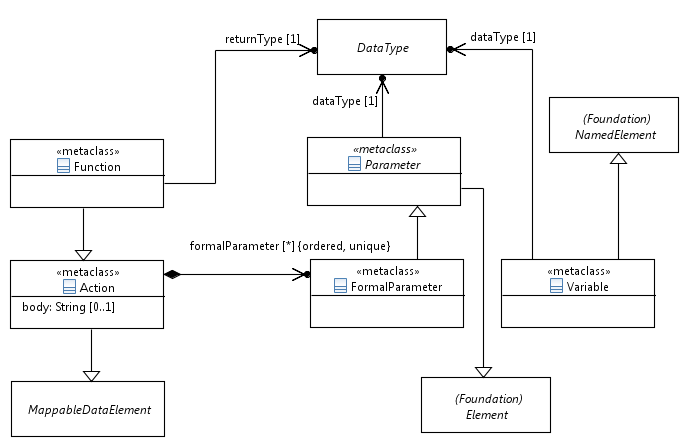 returnType [1]
DataType
dataType [1]
dataType [1]
(Foundation)
NamedElement
«metaclass»
Function
«metaclass»
Parameter
formalParameter [*] {ordered, unique}
«metaclass»
Action
body: String [0..1]
«metaclass»
FormalParameter
«metaclass»
Variable
MappableDataElement
(Foundation)
Element